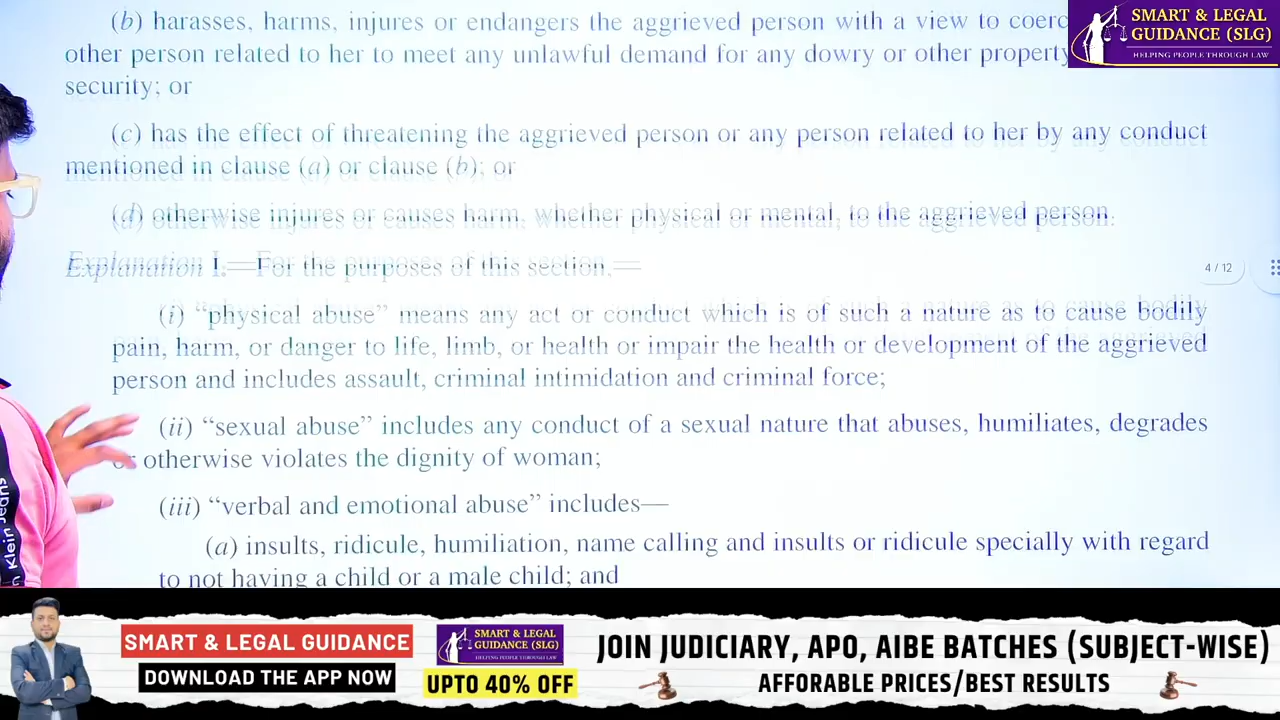 (b) harasses, harms, injures or endangers the aggrieved person with a view to coerc
other person related to her to meet any unlawful demand for any dowry or other property
security; or
(c) has the effect of threatening the aggrieved person or any person related to her by any conduct
mentioned in clause (a) or clause (b); or
(d) otherwise injures or causes harm, whether physical or mental, to the aggrieved person.
Explanation I.—For the purposes of this section,—
(i) “physical abuse” means any act or conduct which is of such a nature as to cause bodily
pain, harm, or danger to life, limb, or health or impair the health or development of the aggrieved
person and includes assault, criminal intimidation and criminal force;
(ii) “sexual abuse” includes any conduct of a sexual nature that abuses, humiliates, degrades
or otherwise violates the dignity of woman;
(iii) “verbal and emotional abuse” includes—
(a) insults, ridicule, humiliation, name calling and insults or ridicule specially with regard
to not having a child or a male child; and
SMART & LEGAL
GUIDANCE (SLG)
HELPING PEOPLE THROUGH LAW
4 / 12
n Klein Jeans
SMART & LEGAL GUIDANCE
DOWNLOAD THE APP NOW
SMART & LEGAL
GUIDANCE (SLG)
HELPING PEOPLE THROUGH LAW
UPTO 40% OFF
JOIN JUDICIARY, APO, AIBE BATCHES (SUBJECT-WISE)
AFFORABLE PRICES/BEST RESULTS